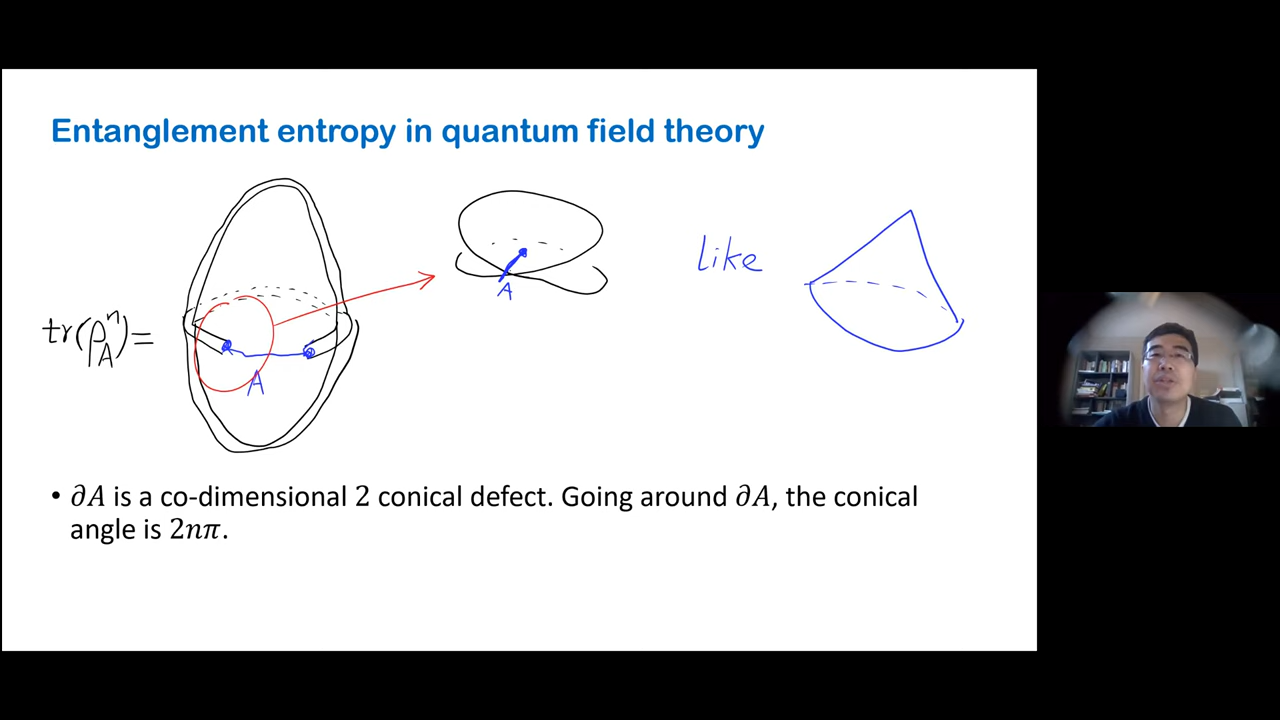 Entanglement entropy in quantum field theory
tr(ρ_A^n)=
A
A
like
• ∂A is a co-dimensional 2 conical defect. Going around ∂A, the conical
angle is 2nπ.